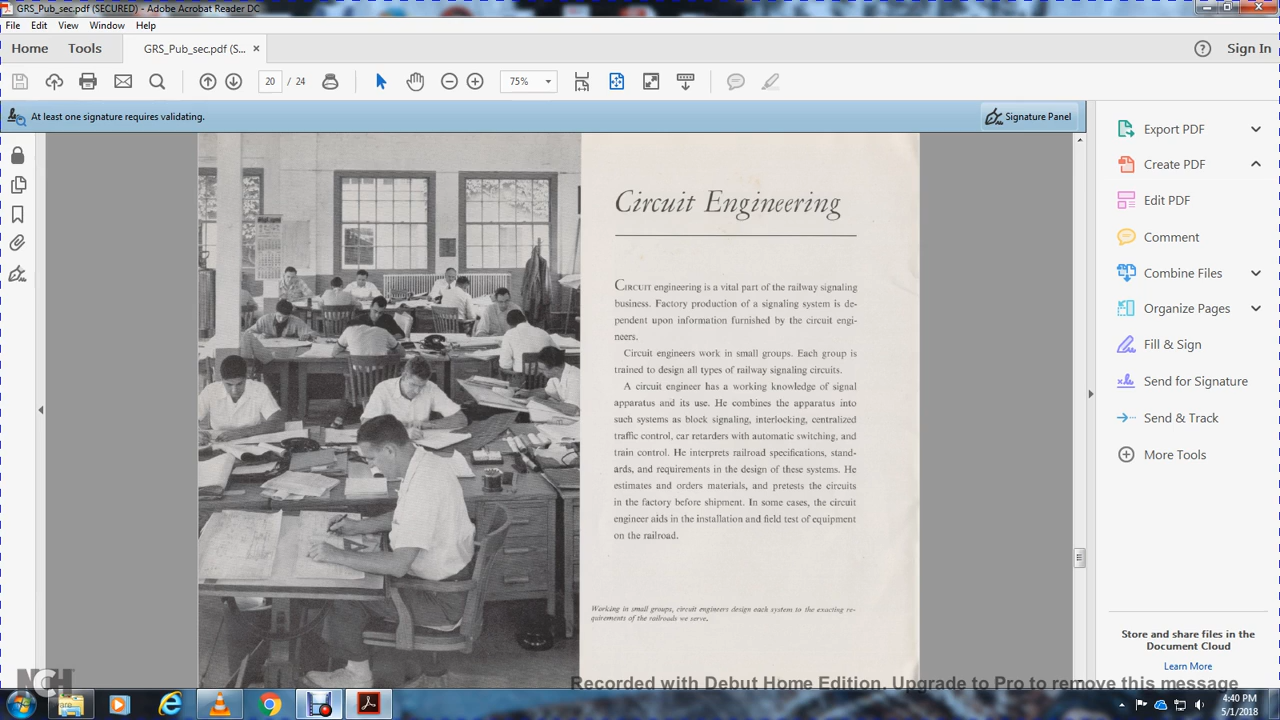 GRS_Pub_sec.pdf (SECURED) - Adobe Acrobat Reader DC
File Edit View Window Help
Home Tools GRS_Pub_sec.pdf (S... × Sign In
20 / 24 75%
At least one signature requires validating. Signature Panel
Circuit Engineering
CIRCUIT engineering is a vital part of the railway signaling
business. Factory production of a signaling system is de-
pendent upon information furnished by the circuit engi-
neers.
Circuit engineers work in small groups. Each group is
trained to design all types of railway signaling circuits.
A circuit engineer has a working knowledge of signal
apparatus and its use. He combines the apparatus into
such systems as block signaling, interlocking, centralized
traffic control, car retarders with automatic switching, and
train control. He interprets railroad specifications, stand-
ards, and requirements in the design of these systems. He
estimates and orders materials, and pretests the circuits
in the factory before shipment. In some cases, the circuit
engineer aids in the installation and field test of equipment
on the railroad.
Working in small groups, circuit engineers design each system to the exacting re-
quirements of the railroads we serve.
Export PDF
Create PDF
Edit PDF
Comment
Combine Files
Organize Pages
Fill & Sign
Send for Signature
Send & Track
More Tools
Store and share files in the
Document Cloud
Learn More
NCH
Recorded with Debut Home Edition. Upgrade to Pro to remove this message
4:40 PM
5/1/2018